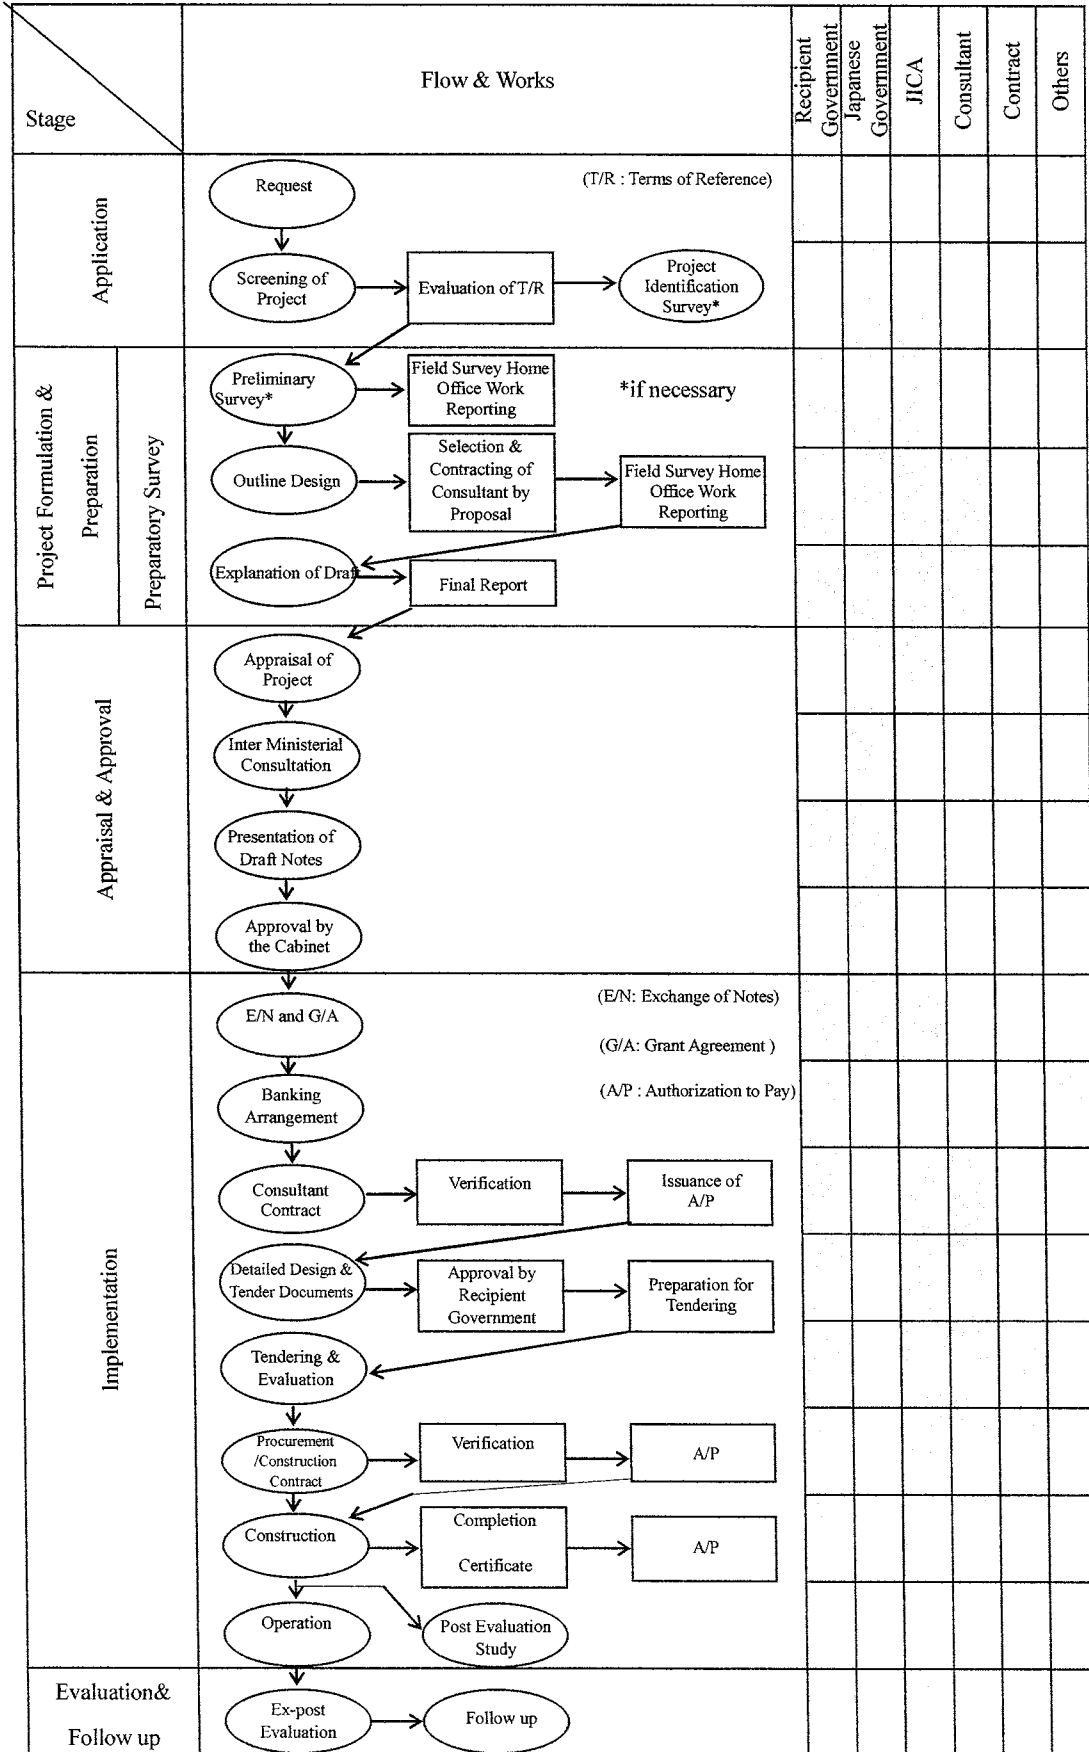 Stage
Flow & Works
Recipient
Government
Japanese
Government
JICA
Consultant
Contract
Others
Application
Request
(T/R : Terms of Reference)
Screening of
Project
Evaluation of T/R
Project
Identification
Survey*
Project Formulation &
Preparation
Preparatory Survey
Preliminary
Survey*
Field Survey Home
Office Work
Reporting
*if necessary
Outline Design
Selection &
Contracting of
Consultant by
Proposal
Field Survey Home
Office Work
Reporting
Explanation of Draft
Final Report
Appraisal & Approval
Appraisal of
Project
Inter Ministerial
Consultation
Presentation of
Draft Notes
Approval by
the Cabinet
Implementation
E/N and G/A
(E/N: Exchange of Notes)
(G/A: Grant Agreement )
Banking
Arrangement
(A/P : Authorization to Pay)
Consultant
Contract
Verification
Issuance of
A/P
Detailed Design &
Tender Documents
Approval by
Recipient
Government
Preparation for
Tendering
Tendering &
Evaluation
Procurement
/Construction
Contract
Verification
A/P
Construction
Completion
Certificate
A/P
Operation
Post Evaluation
Study
Evaluation&
Follow up
Ex-post
Evaluation
Follow up